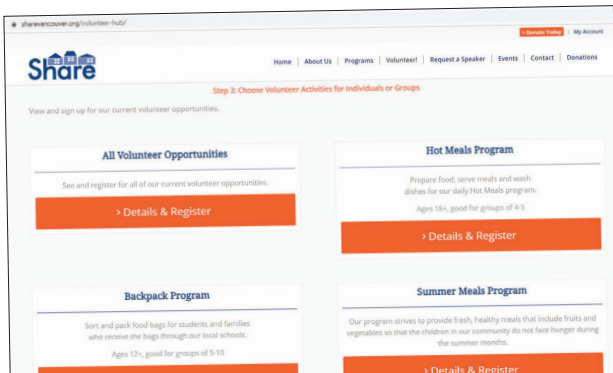 sharevancouver.org/volunteer-hub/
› Donate Today | My Account
Share
Home | About Us | Programs | Volunteer! | Request a Speaker | Events | Contact | Donations
Step 3: Choose Volunteer Activities for Individuals or Groups
View and sign up for our current volunteer opportunities.
All Volunteer Opportunities
See and register for all of our current volunteer opportunities.
› Details & Register
Hot Meals Program
Prepare food, serve meals and wash
dishes for our daily Hot Meals program.
Ages 18+, good for groups of 4-5
› Details & Register
Backpack Program
Sort and pack food bags for students and families
who receive the bags through our local schools.
Ages 12+, good for groups of 5-10
Summer Meals Program
Our program strives to provide fresh, healthy meals that include fruits and
vegetables so that the children in our community do not face hunger during
the summer months.
› Details & Register